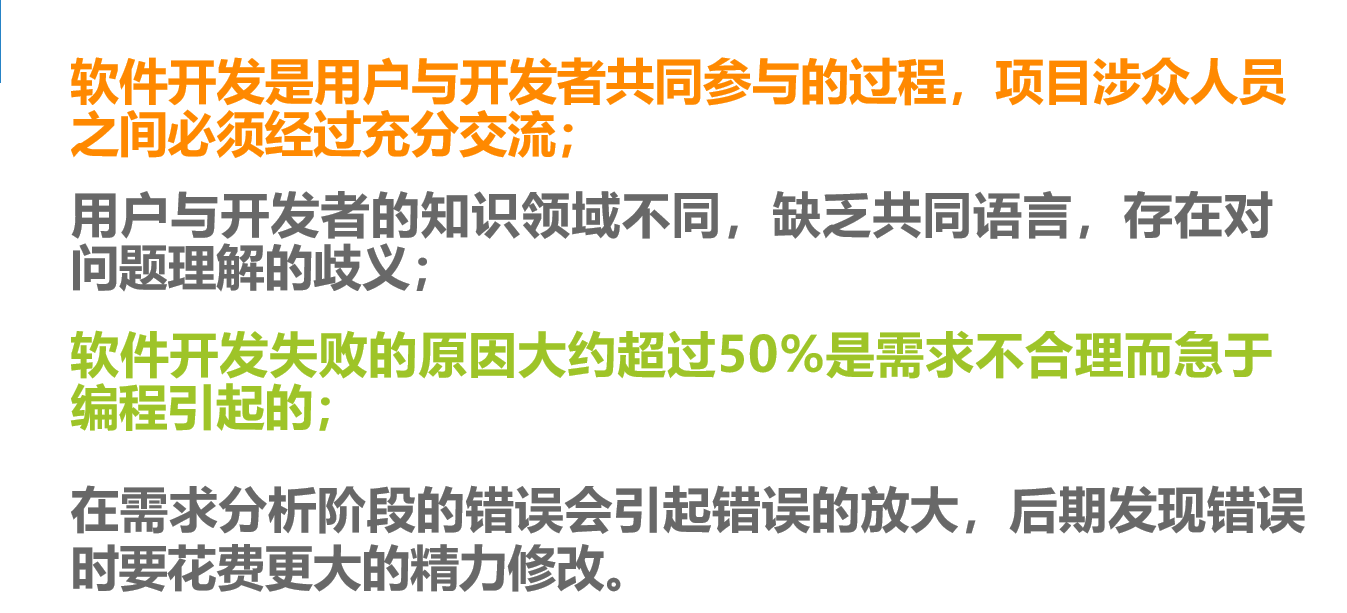 软件开发是用户与开发者共同参与的过程，项目涉众人员
之间必须经过充分交流；
用户与开发者的知识领域不同，缺乏共同语言，存在对
问题理解的歧义；
软件开发失败的原因大约超过50%是需求不合理而急于
编程引起的；
在需求分析阶段的错误会引起错误的放大，后期发现错误
时要花费更大的精力修改。